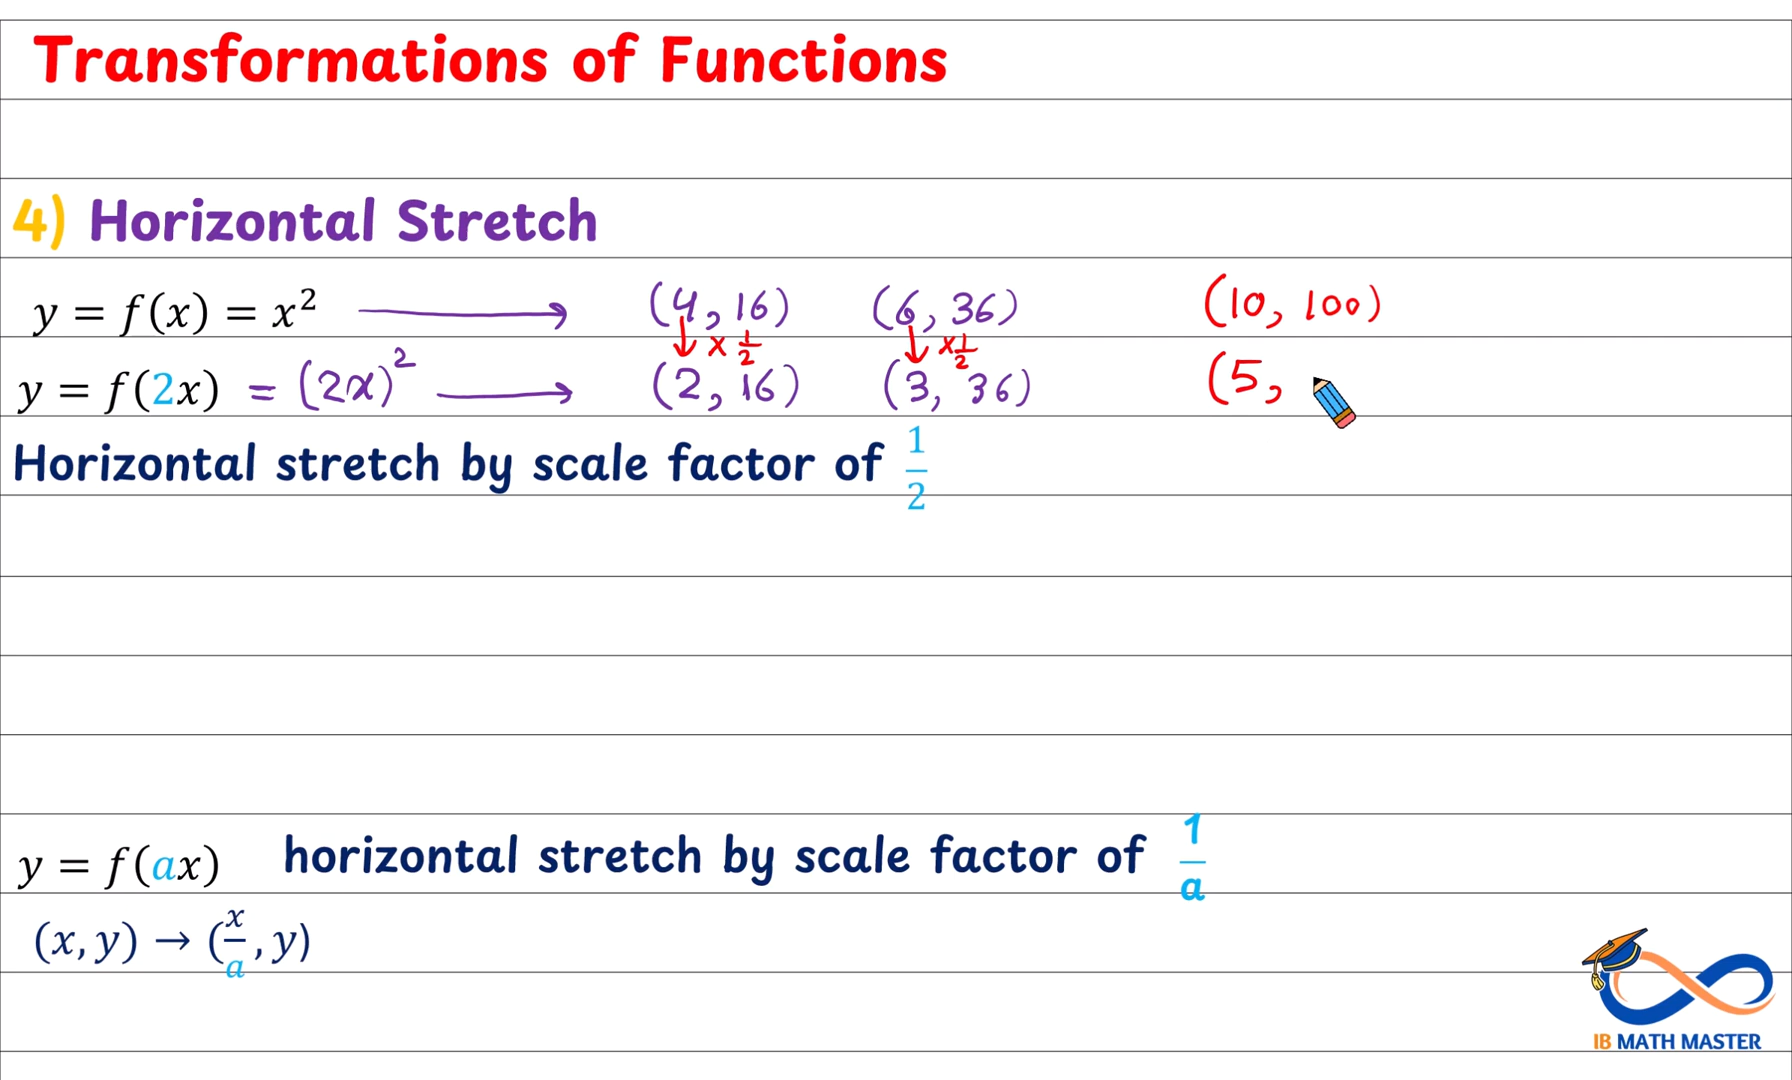 Transformations of Functions
4) Horizontal Stretch
y = f(x) = x² ⟶ (4, 16) (6, 36) (10, 100)
↓ × 1/2 ↓ × 1/2
y = f(2x) = (2x)² ⟶ (2, 16) (3, 36) (5,
Horizontal stretch by scale factor of 1/2
y = f(ax) horizontal stretch by scale factor of 1/a
(x, y) → (x/a, y)
IB MATH MASTER